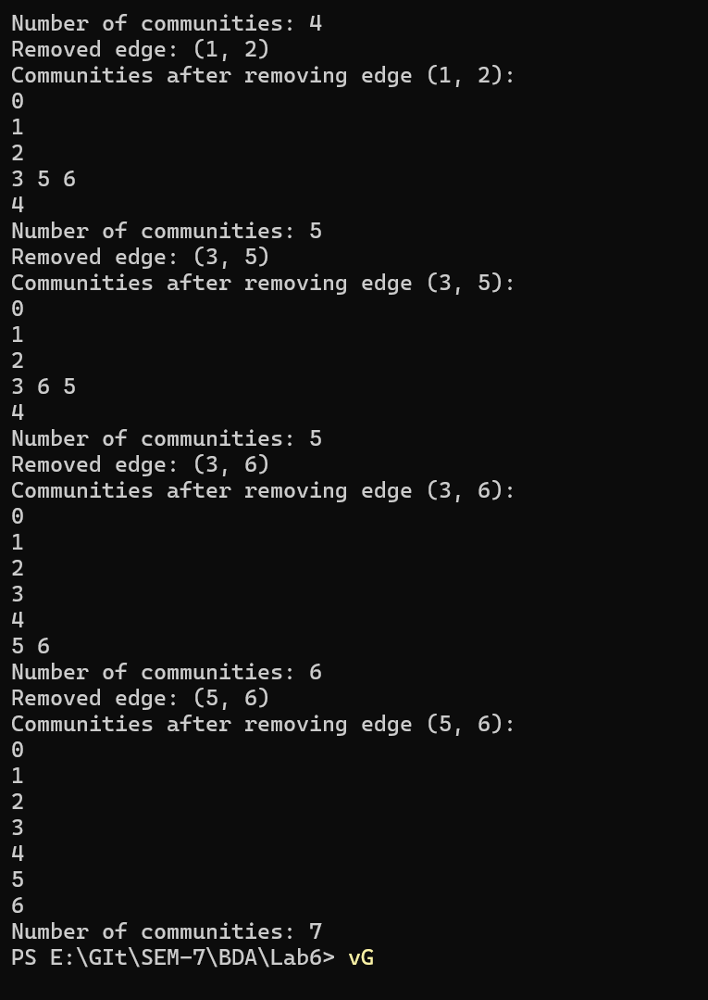 Number of communities: 4
Removed edge: (1, 2)
Communities after removing edge (1, 2):
0
1
2
3 5 6
4
Number of communities: 5
Removed edge: (3, 5)
Communities after removing edge (3, 5):
0
1
2
3 6 5
4
Number of communities: 5
Removed edge: (3, 6)
Communities after removing edge (3, 6):
0
1
2
3
4
5 6
Number of communities: 6
Removed edge: (5, 6)
Communities after removing edge (5, 6):
0
1
2
3
4
5
6
Number of communities: 7
PS E:\GIt\SEM-7\BDA\Lab6> vG